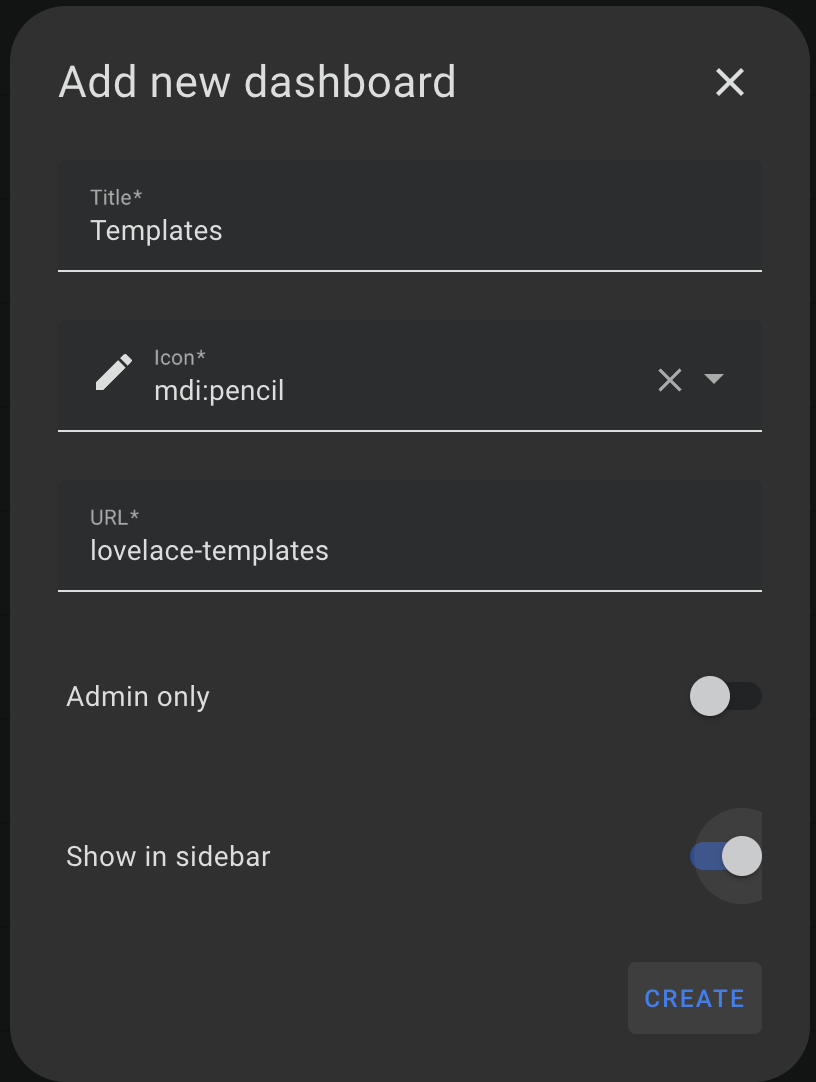 Add new dashboard
Title*
Templates
Icon*
mdi:pencil
URL*
lovelace-templates
Admin only
Show in sidebar
CREATE